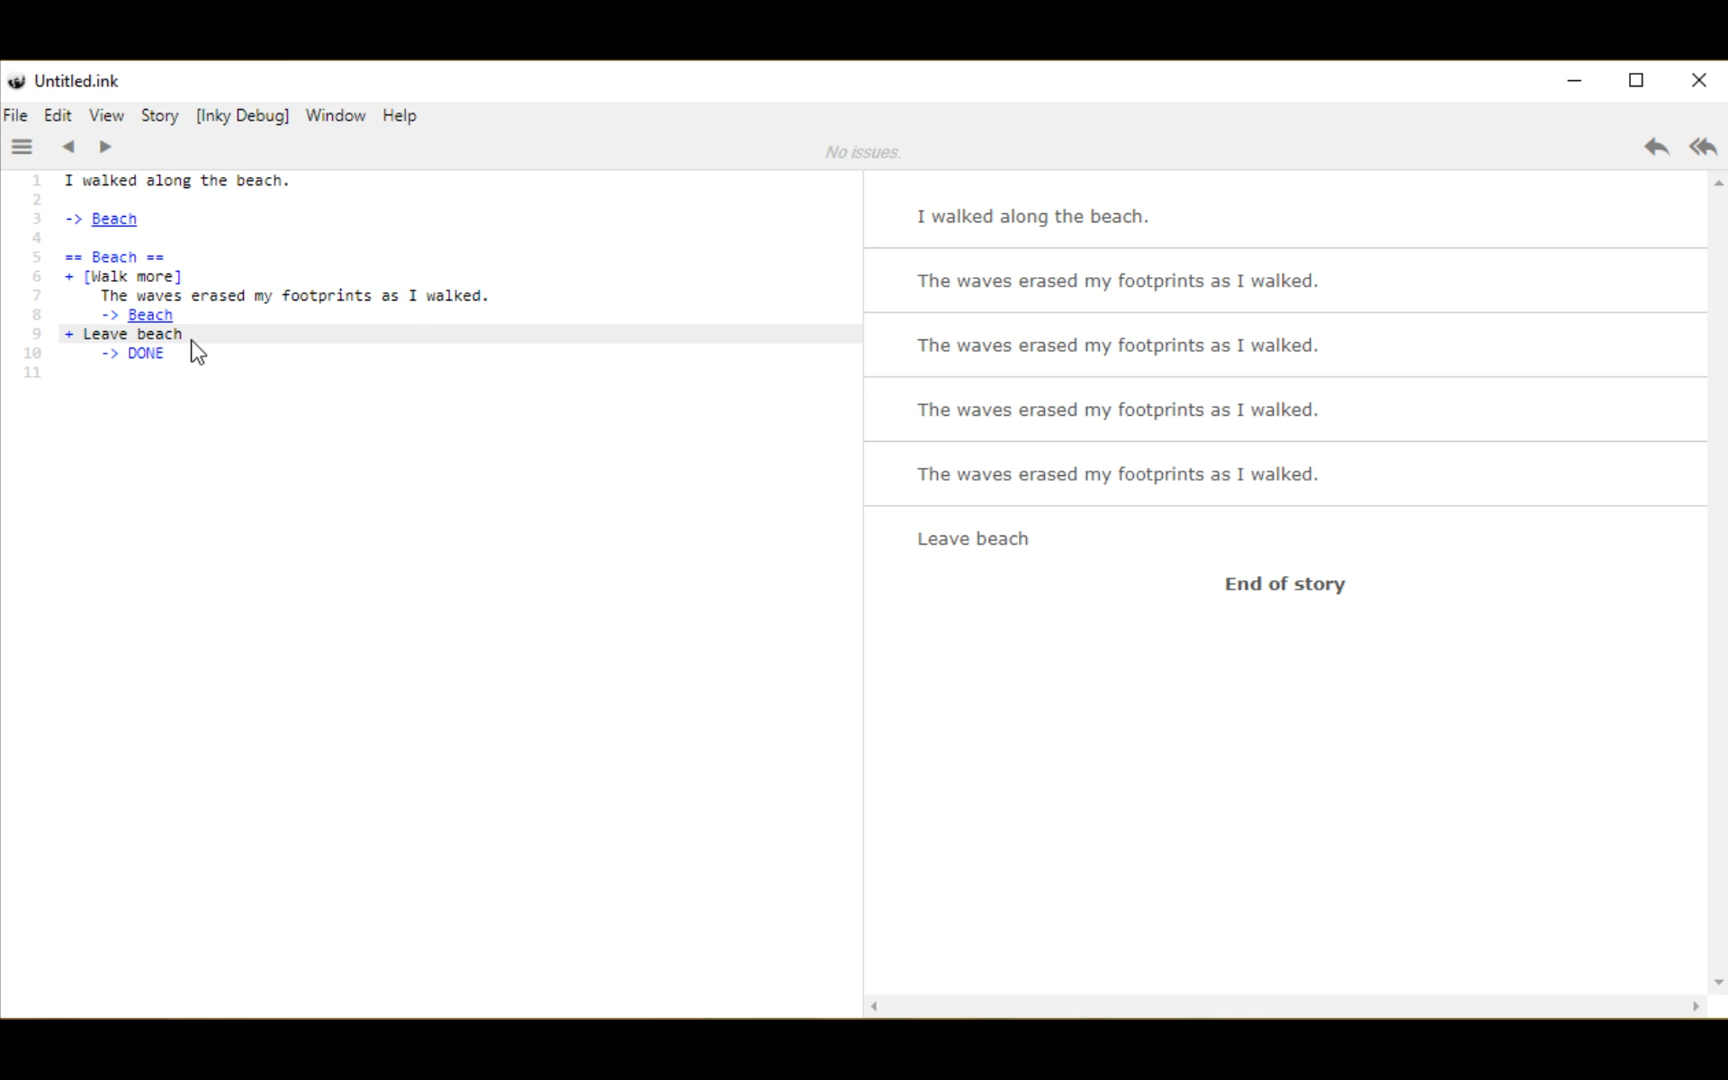 Untitled.ink
File Edit View Story [Inky Debug] Window Help
No issues.
1 I walked along the beach.
2
3 -> Beach
4
5 == Beach ==
6 + [Walk more]
7 The waves erased my footprints as I walked.
8 -> Beach
9 + Leave beach
10 -> DONE
11
I walked along the beach.
The waves erased my footprints as I walked.
The waves erased my footprints as I walked.
The waves erased my footprints as I walked.
The waves erased my footprints as I walked.
Leave beach
End of story